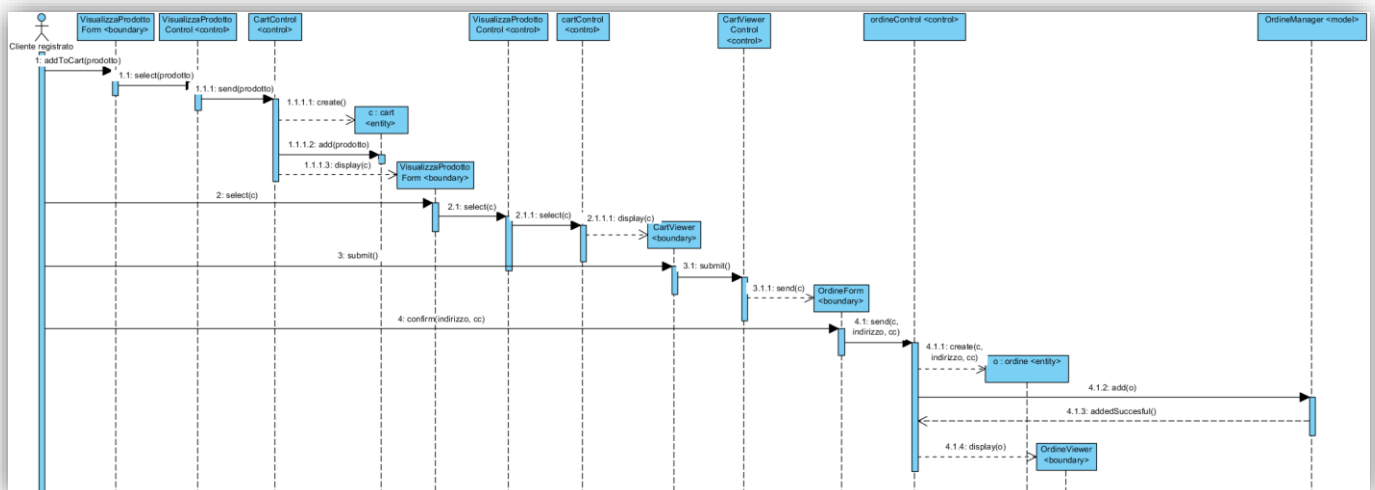 VisualizzaProdotto
Form <boundary>
VisualizzaProdotto
Control <control>
CartControl
<control>
VisualizzaProdotto
Control <control>
cartControl
<control>
CartViewer
Control
<control>
ordineControl <control>
OrdineManager <model>
Cliente registrato
1: addToCart(prodotto)
1.1: select(prodotto)
1.1.1: send(prodotto)
1.1.1.1: create()
c : cart
<entity>
1.1.1.2: add(prodotto)
1.1.1.3: display(c)
VisualizzaProdotto
Form <boundary>
2: select(c)
2.1: select(c)
2.1.1: select(c)
2.1.1.1: display(c)
CartViewer
<boundary>
3: submit()
3.1: submit()
3.1.1: send(c)
OrdineForm
<boundary>
4: confirm(indirizzo, cc)
4.1: send(c,
indirizzo, cc)
4.1.1: create(c,
indirizzo, cc)
o : ordine <entity>
4.1.2: add(o)
4.1.3: addedSuccesful()
4.1.4: display(o)
OrdineViewer
<boundary>